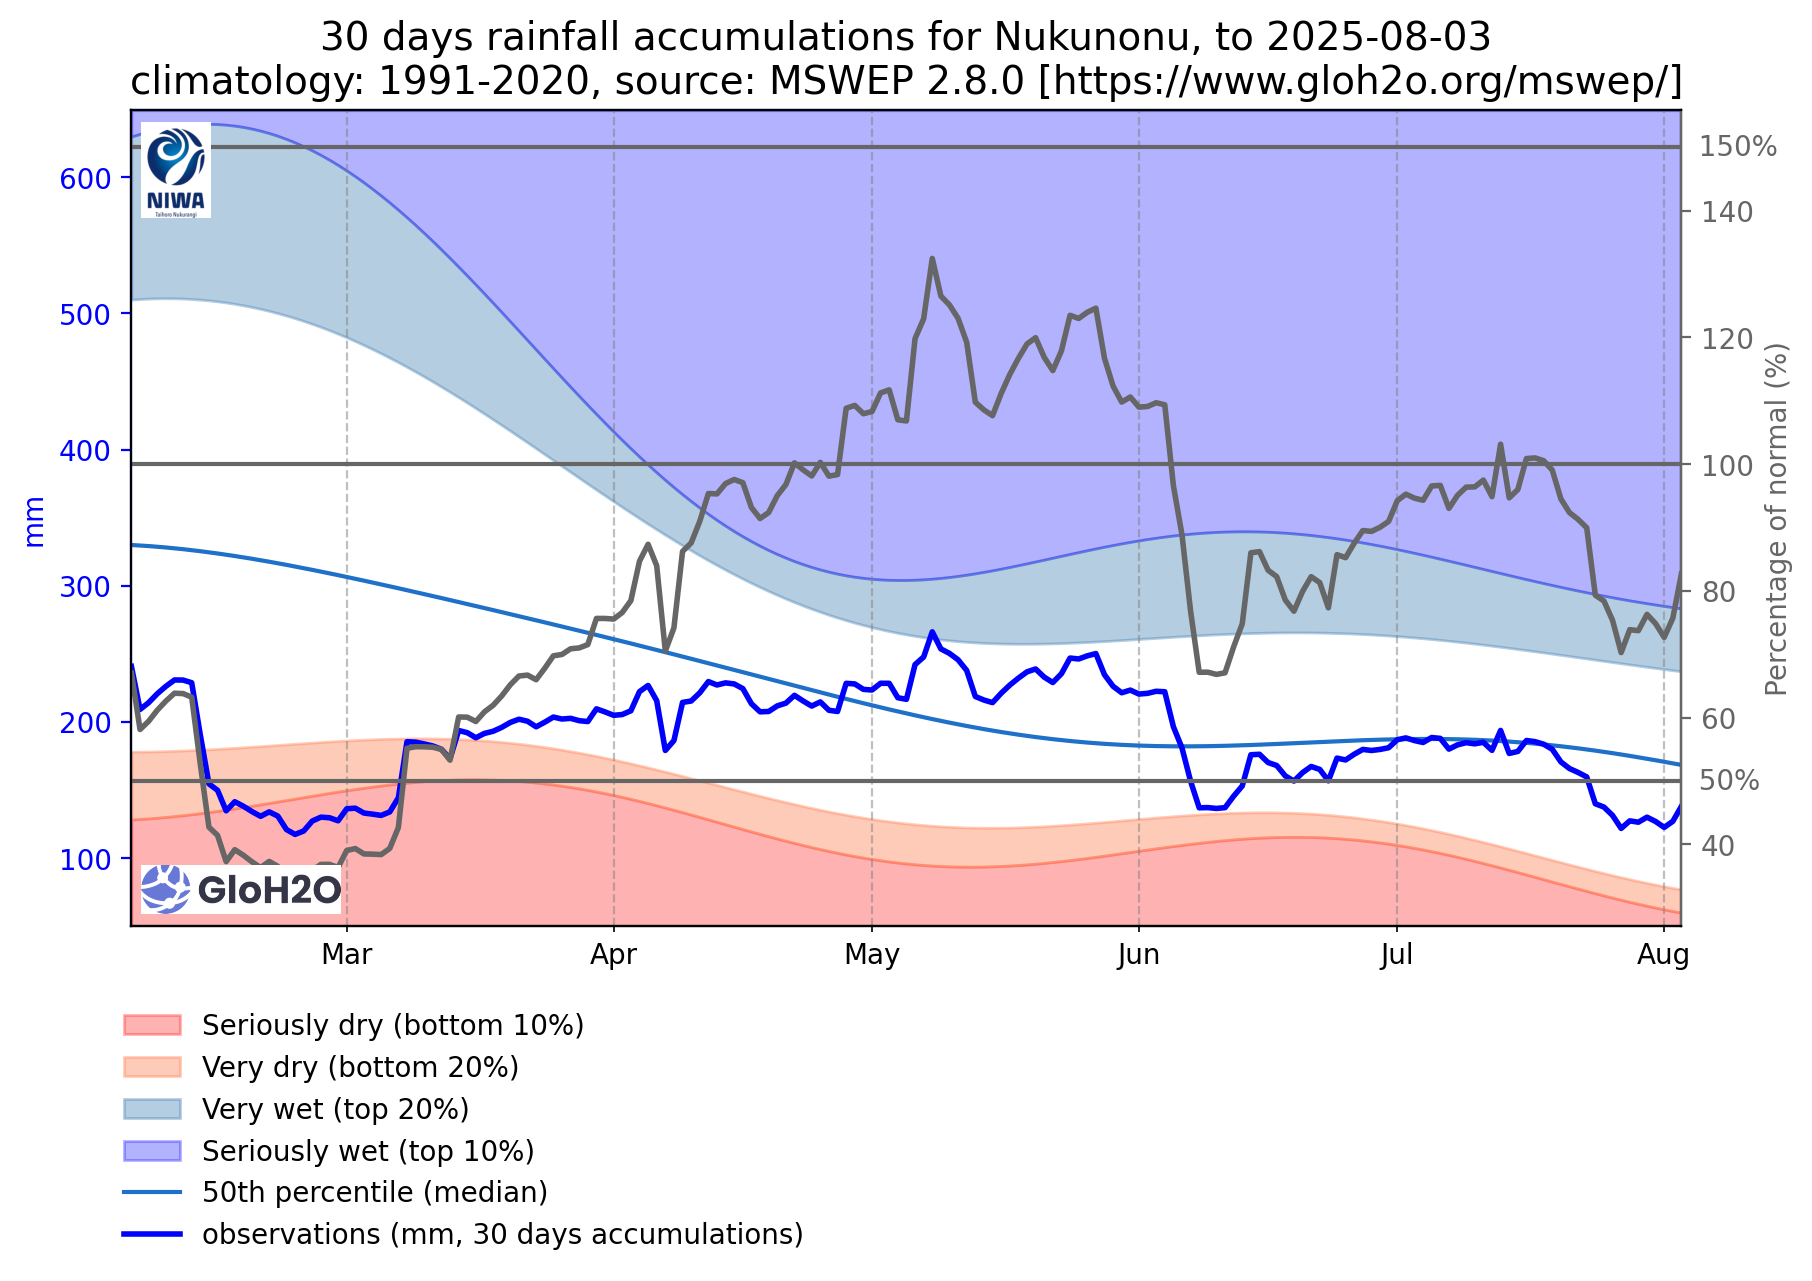 30 days rainfall accumulations for Nukunonu, to 2025-08-03
climatology: 1991-2020, source: MSWEP 2.8.0 [https://www.gloh2o.org/mswep/]
NIWA
Taihoro Nukurangi
600
500
400
300
200
100
mm
150%
140
120
100
80
60
50%
40
Percentage of normal (%)
GloH2O
Mar
Apr
May
Jun
Jul
Aug
Seriously dry (bottom 10%)
Very dry (bottom 20%)
Very wet (top 20%)
Seriously wet (top 10%)
50th percentile (median)
observations (mm, 30 days accumulations)